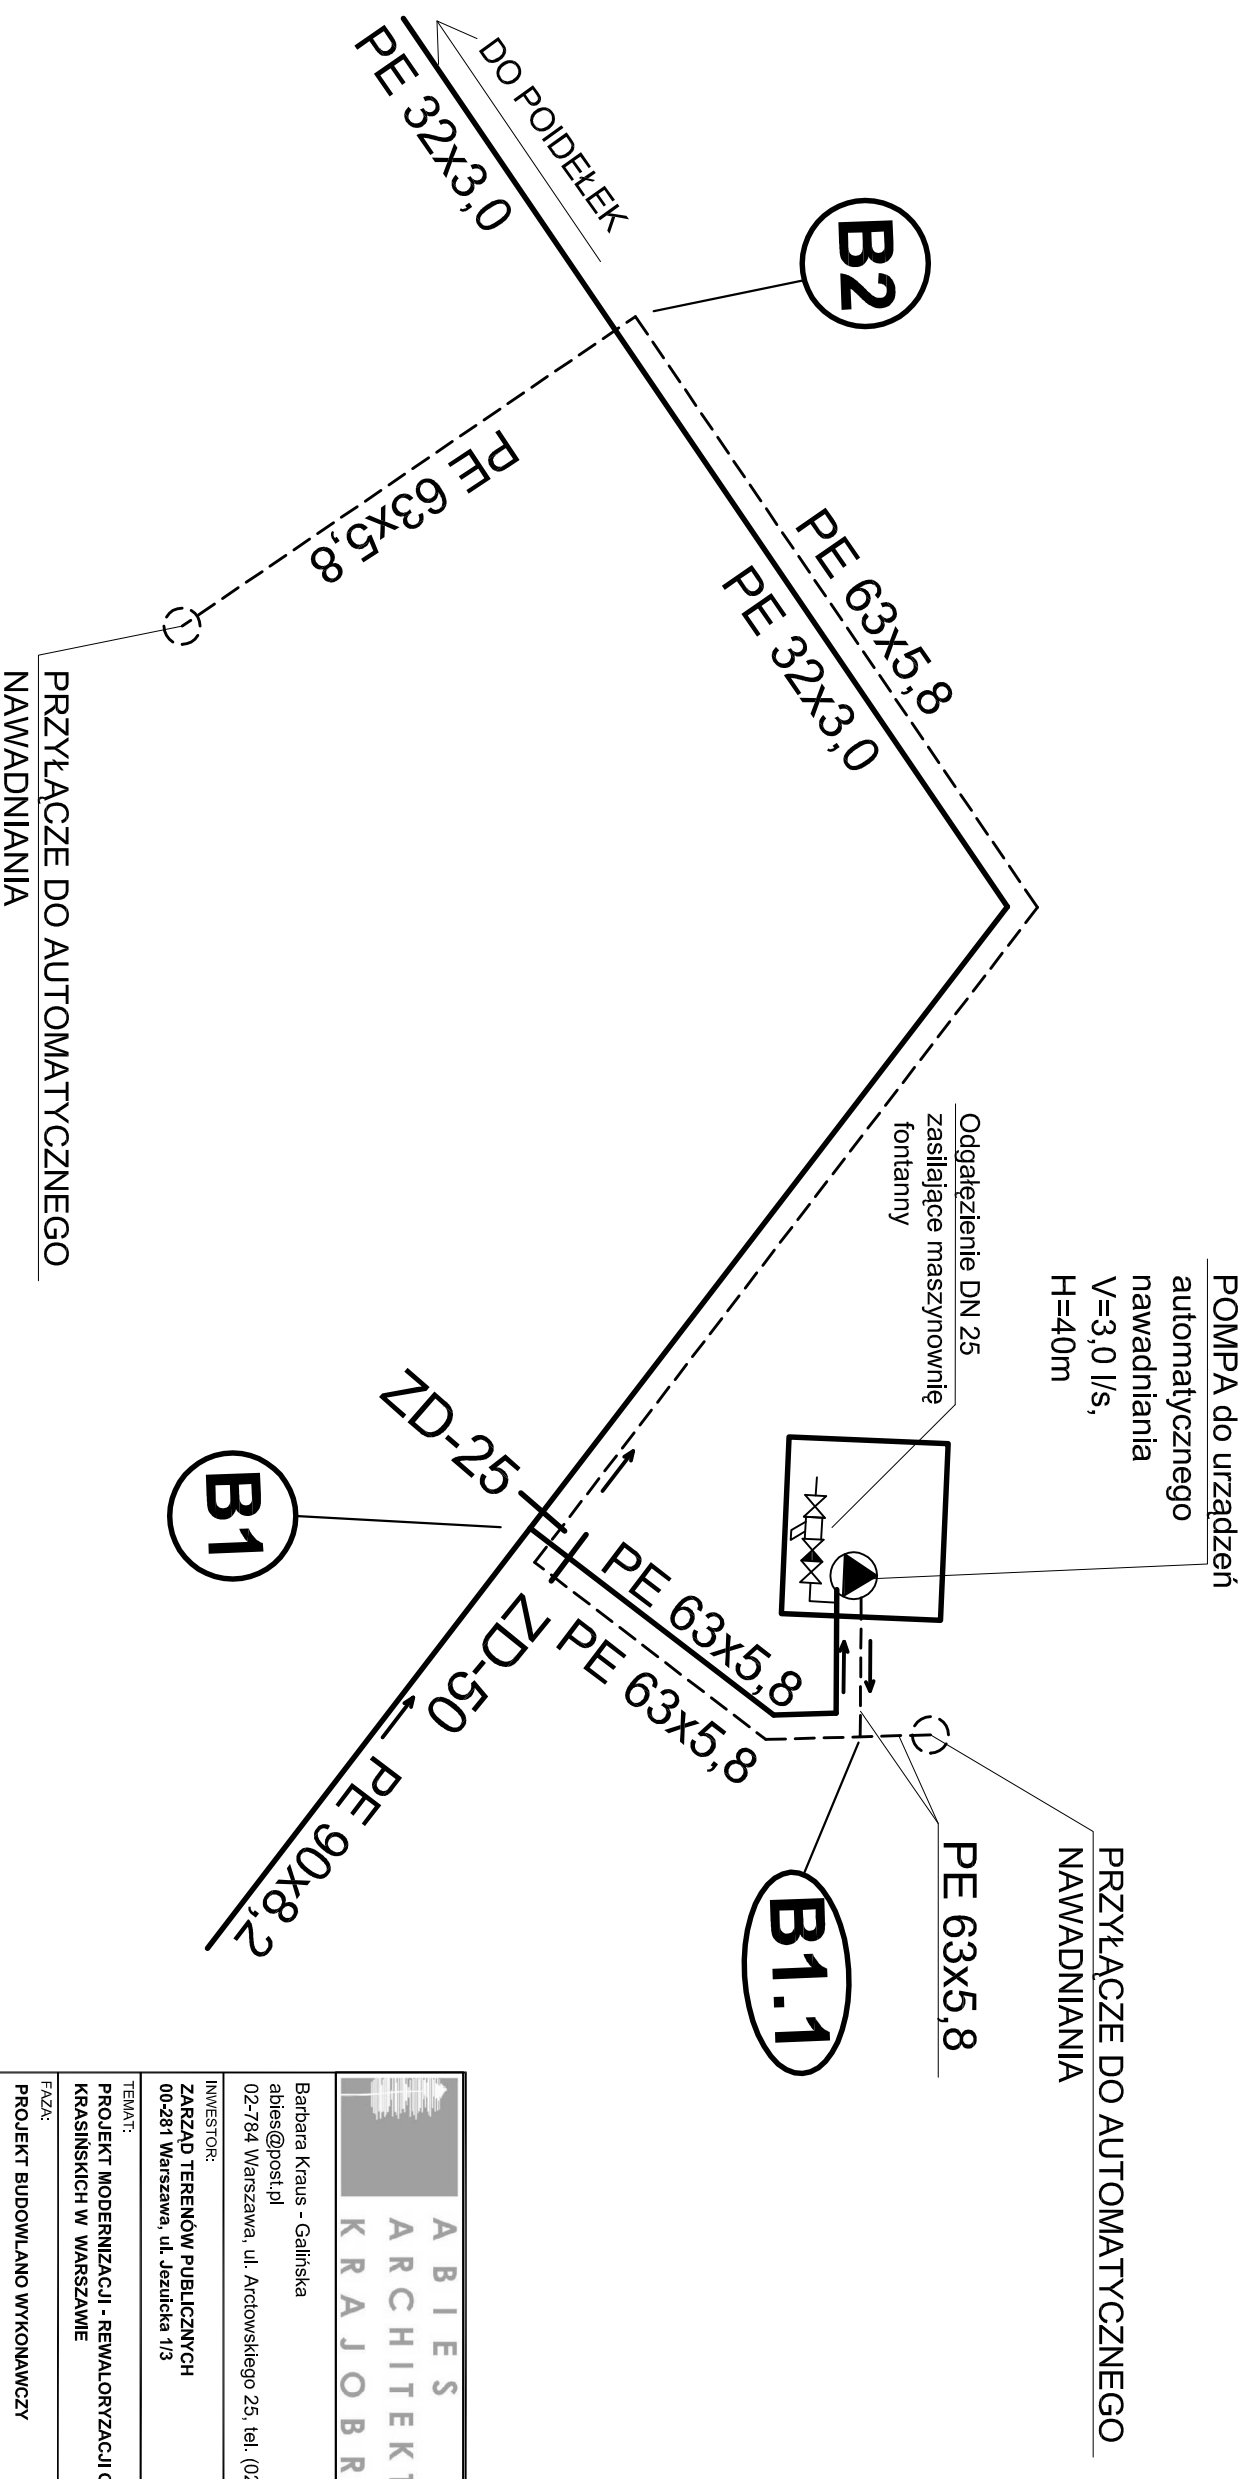 POMPA do urządzeń
automatycznego
nawadniania
V=3,0 l/s,
H=40m
Odgałęzienie DN 25
zasilające maszynownię
fontanny
PRZYŁĄCZE DO AUTOMATYCZNEGO
NAWADNIANIA
PE 63x5,8
B1.1
B2
DO POIDEŁEK
PE 32x3,0
PE 63x5,8
PE 32x3,0
PE 63x5,8
PE 63x5,8
PE 63x5,8
ZD-25
ZD-50
B1
PE 90x8,2
PRZYŁĄCZE DO AUTOMATYCZNEGO
NAWADNIANIA
ABIES
ARCHITEKT
KRAJOBR
Barbara Kraus - Galińska
abies@post.pl
02-784 Warszawa, ul. Arctowskiego 25, tel. (02
INWESTOR:
ZARZĄD TERENÓW PUBLICZNYCH
00-281 Warszawa, ul. Jezuicka 1/3
TEMAT:
PROJEKT MODERNIZACJI - REWALORYZACJI
KRASIŃSKICH W WARSZAWIE
FAZA:
PROJEKT BUDOWLANO WYKONAWCZY